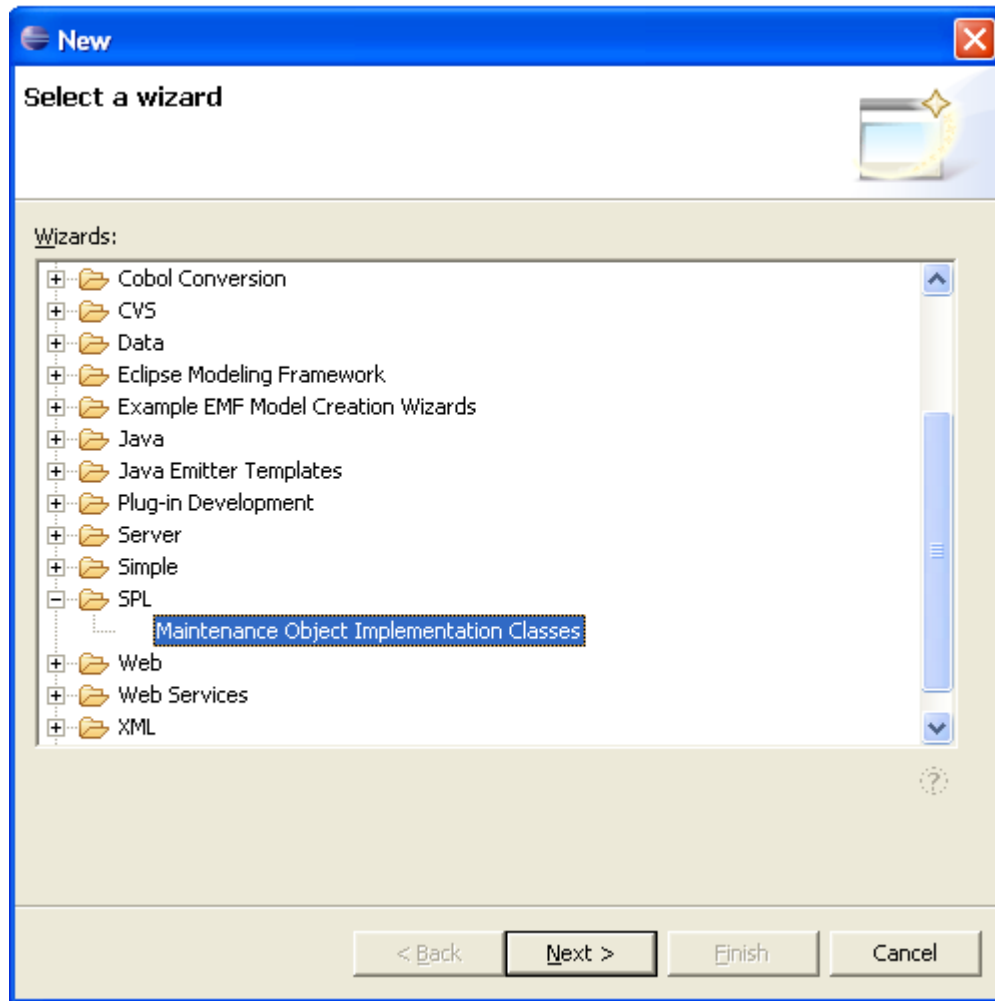 New
Select a wizard
Wizards:
Cobol Conversion
CVS
Data
Eclipse Modeling Framework
Example EMF Model Creation Wizards
Java
Java Emitter Templates
Plug-in Development
Server
Simple
SPL
Maintenance Object Implementation Classes
Web
Web Services
XML
?
< Back Next > Finish Cancel